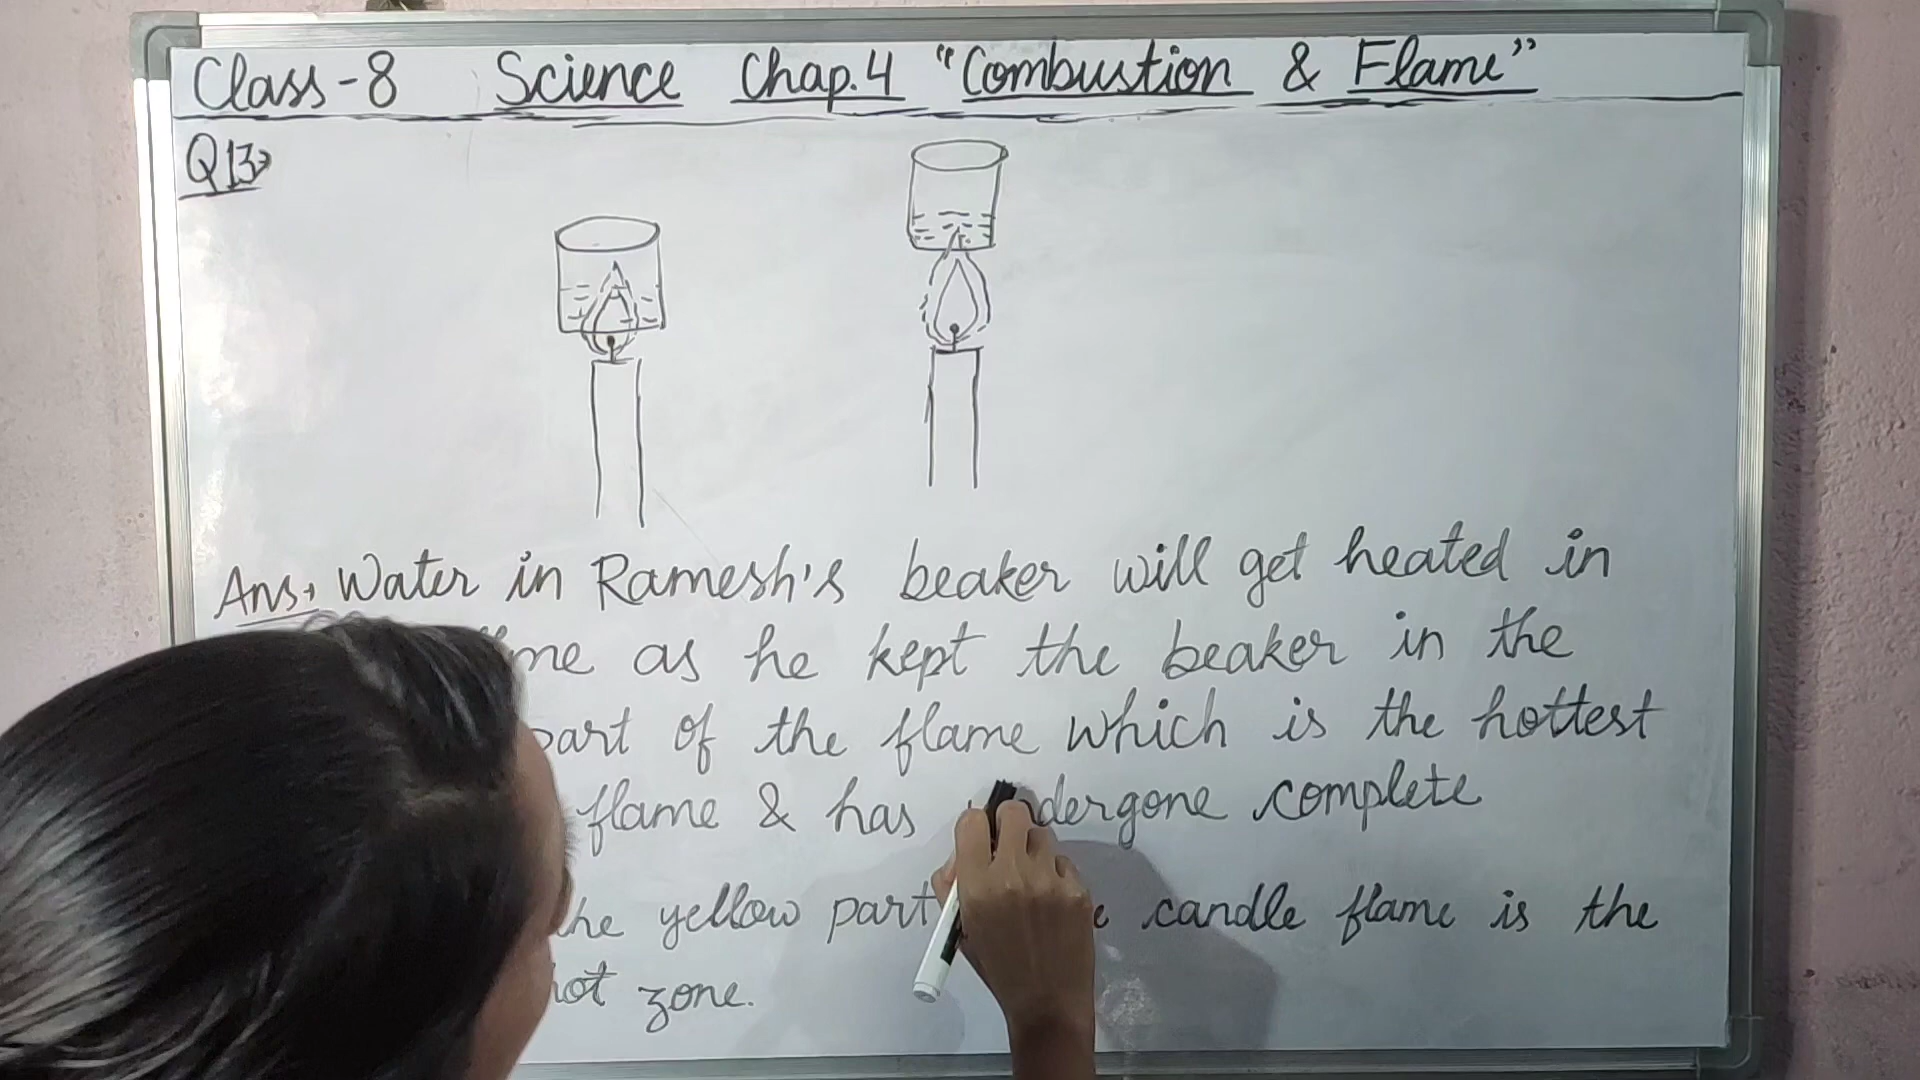 Class-8 Science Chap.4 "Combustion & Flame"
Q13→
Ans→ Water in Ramesh's beaker will get heated in
me as he kept the beaker in the
part of the flame which is the hottest
flame & has undergone complete
he yellow part candle flame is the
hot zone.